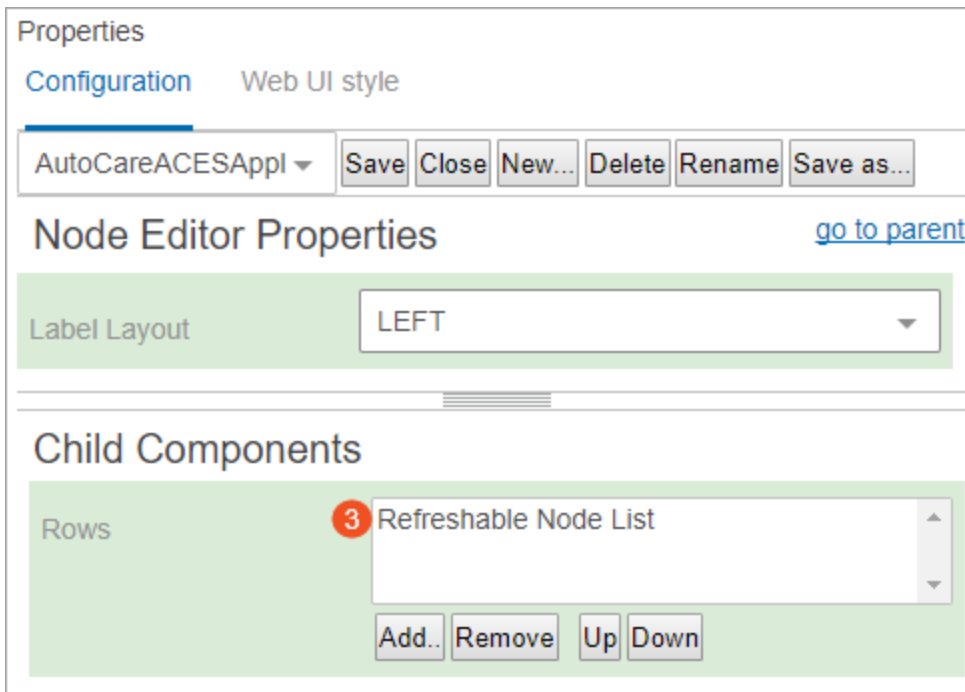 Properties
Configuration Web UI style
AutoCareACESAppl Save Close New... Delete Rename Save as...
Node Editor Properties go to parent
Label Layout LEFT
Child Components
Rows 3 Refreshable Node List
Add.. Remove Up Down